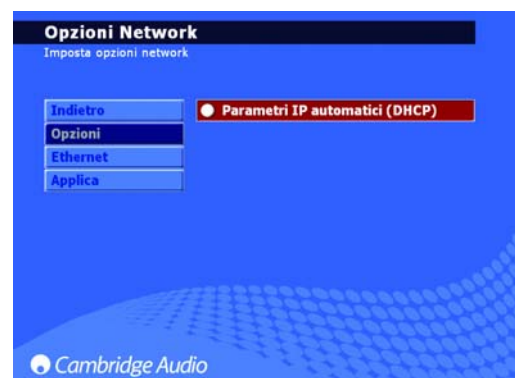 Opzioni Network
Imposta opzioni network
Indietro
Parametri IP automatici (DHCP)
Opzioni
Ethernet
Applica
Cambridge Audio